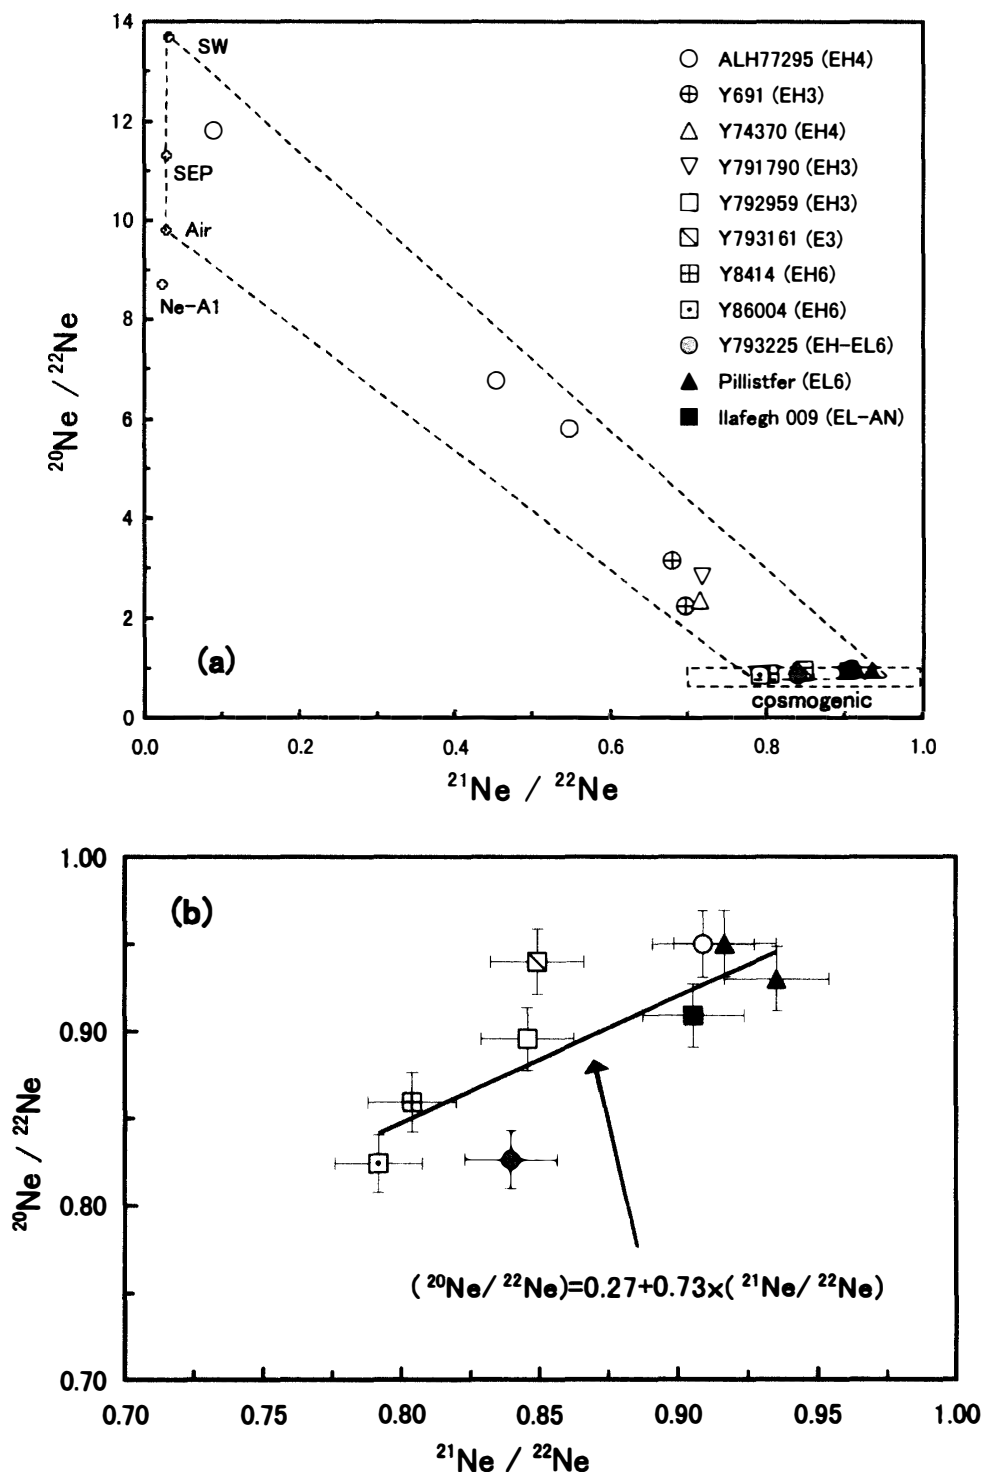 14
12
10
8
6
4
2
0
²⁰Ne / ²²Ne
SW
SEP
Air
Ne-A1
ALH77295 (EH4)
Y691 (EH3)
Y74370 (EH4)
Y791790 (EH3)
Y792959 (EH3)
Y793161 (E3)
Y8414 (EH6)
Y86004 (EH6)
Y793225 (EH-EL6)
Pillistfer (EL6)
Ilafegh 009 (EL-AN)
(a)
cosmogenic
0.0 0.2 0.4 0.6 0.8 1.0
²¹Ne / ²²Ne
1.00
0.90
0.80
0.70
²⁰Ne / ²²Ne
(b)
(²⁰Ne/ ²²Ne)=0.27+0.73×(²¹Ne/ ²²Ne)
0.70 0.75 0.80 0.85 0.90 0.95 1.00
²¹Ne / ²²Ne